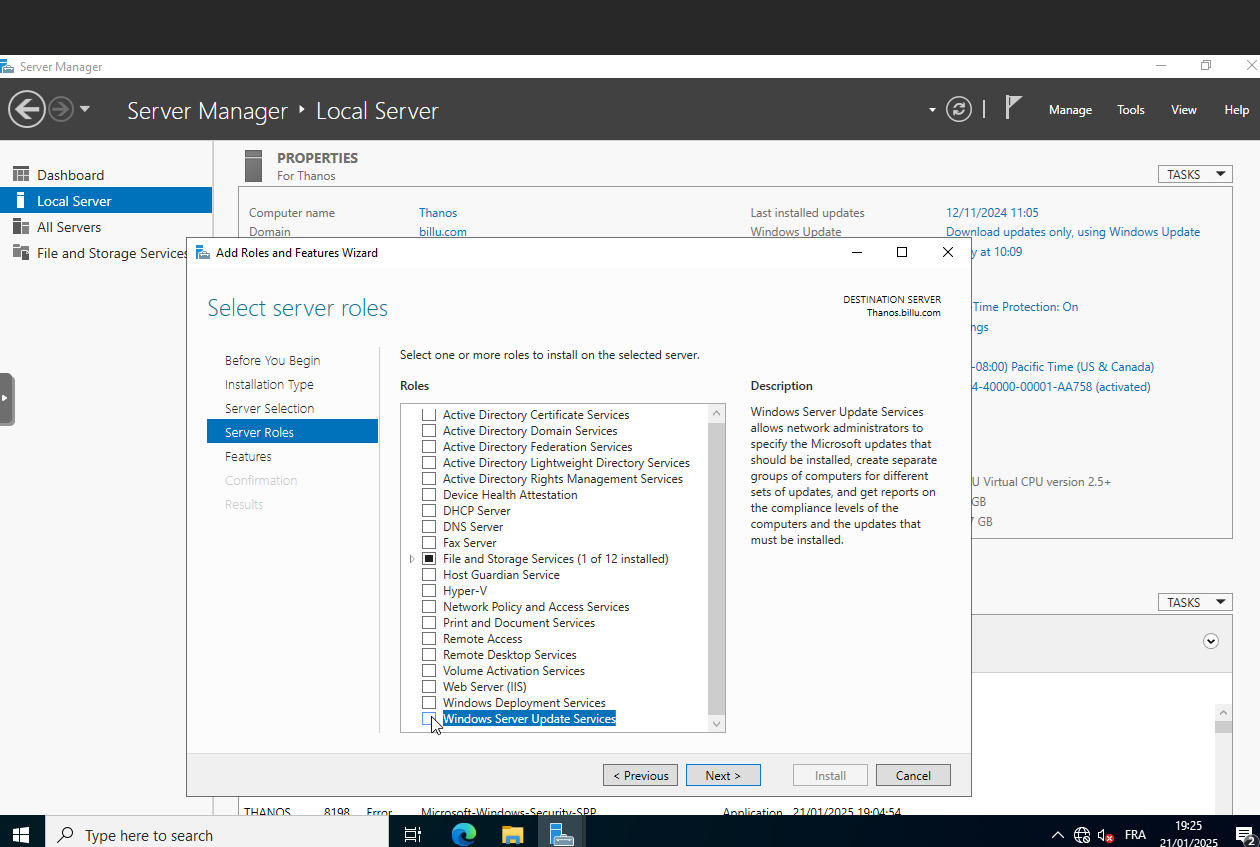 Server Manager
Server Manager ‣ Local Server
Manage Tools View Help
Dashboard
Local Server
All Servers
File and Storage Services
PROPERTIES
For Thanos
TASKS
Computer name Thanos Last installed updates 12/11/2024 11:05
Domain billu.com Windows Update Download updates only, using Windows Update
at 10:09
-Time Protection: On
-08:00) Pacific Time (US & Canada)
4-40000-00001-AA758 (activated)
U Virtual CPU version 2.5+
GB
GB
TASKS
Add Roles and Features Wizard
Select server roles
DESTINATION SERVER
Thanos.billu.com
Before You Begin
Installation Type
Server Selection
Server Roles
Features
Confirmation
Results
Select one or more roles to install on the selected server.
Roles
Active Directory Certificate Services
Active Directory Domain Services
Active Directory Federation Services
Active Directory Lightweight Directory Services
Active Directory Rights Management Services
Device Health Attestation
DHCP Server
DNS Server
Fax Server
File and Storage Services (1 of 12 installed)
Host Guardian Service
Hyper-V
Network Policy and Access Services
Print and Document Services
Remote Access
Remote Desktop Services
Volume Activation Services
Web Server (IIS)
Windows Deployment Services
Windows Server Update Services
Description
Windows Server Update Services
allows network administrators to
specify the Microsoft updates that
should be installed, create separate
groups of computers for different
sets of updates, and get reports on
the compliance levels of the
computers and the updates that
must be installed.
< Previous
Next >
Install
Cancel
THANOS 8198 Error Microsoft-Windows-Security-SPP Application 21/01/2025 19:04:54
Type here to search
FRA
19:25
21/01/2025
2